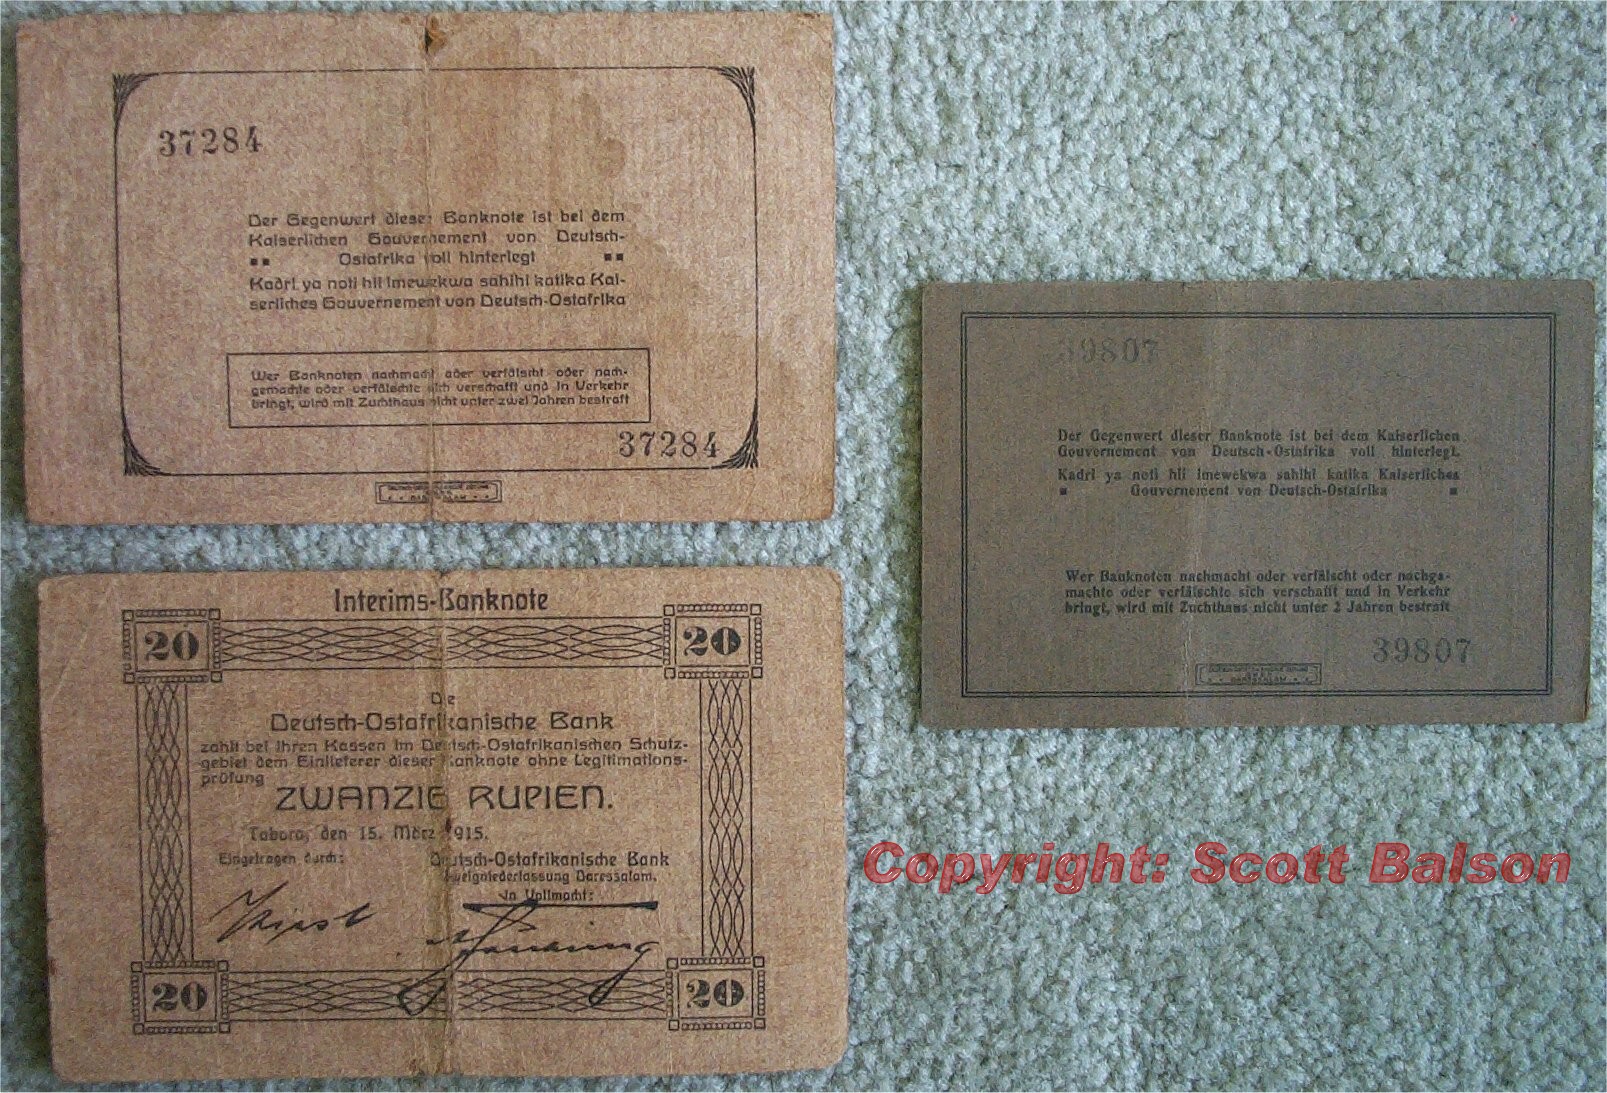 37284
Der Gegenwert dieser Banknote ist bei dem
Kaiserlichen Gouvernement von Deutsch-
Ostafrika voll hinterlegt
Kadri ya noti hii imewekwa sahihi katika Kai-
serliches Gouvernement von Deutsch-Ostafrika
Wer Banknoten nachmacht oder verfälscht oder nach-
gemachte oder verfälschte sich verschafft und in Verkehr
bringt, wird mit Zuchthaus nicht unter zwei Jahren bestraft
37284
Interims-Banknote
20 20
Die
Deutsch-Ostafrikanische Bank
zahlt bei ihren Kassen im Deutsch-Ostafrikanischen Schutz-
gebiet dem Einlieferer dieser Banknote ohne Legitimations-
prüfung
ZWANZIG RUPIEN.
Tabora, den 15. März 1915.
Eingetragen durch:
Deutsch-Ostafrikanische Bank
Zweigniederlassung Daressalam.
In Vollmacht:
20 20
39807
Der Gegenwert dieser Banknote ist bei dem Kaiserlichen
Gouvernement von Deutsch-Ostafrika voll hinterlegt.
Kadri ya noti hii imewekwa sahihi katika Kaiserliches
Gouvernement von Deutsch-Ostafrika
Wer Banknoten nachmacht oder verfälscht oder nachge-
machte oder verfälschte sich verschafft und in Verkehr
bringt, wird mit Zuchthaus nicht unter 2 Jahren bestraft
39807
Copyright: Scott Balson